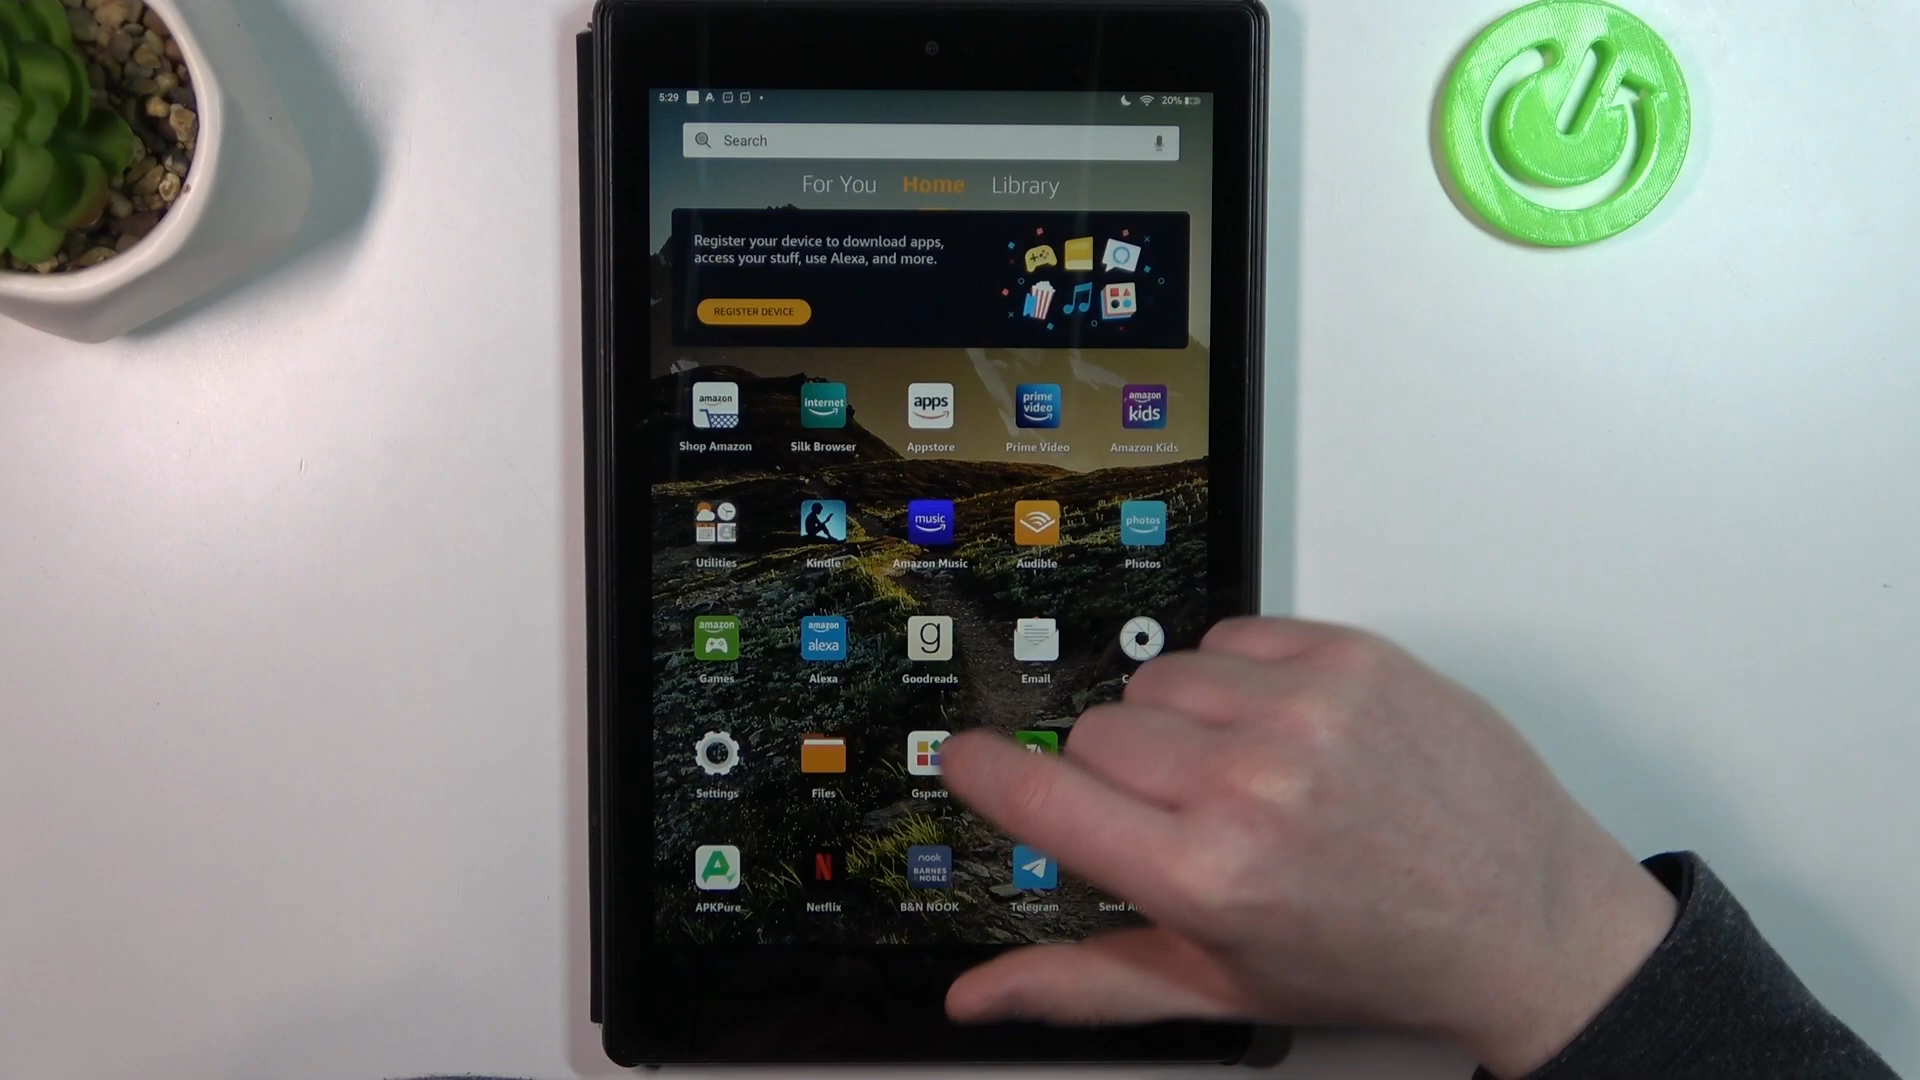 5:29
20%
Search
For You Home Library
Register your device to download apps,
access your stuff, use Alexa, and more.
REGISTER DEVICE
amazon
internet
apps
prime video
amazon kids
Shop Amazon Silk Browser Appstore Prime Video Amazon Kids
music
photos
Utilities Kindle Amazon Music Audible Photos
amazon
amazon alexa
g
Games Alexa Goodreads Email
Settings Files Gspace
N
nook
BARNES
NOBLE
APKPure Netflix B&N NOOK Telegram Send